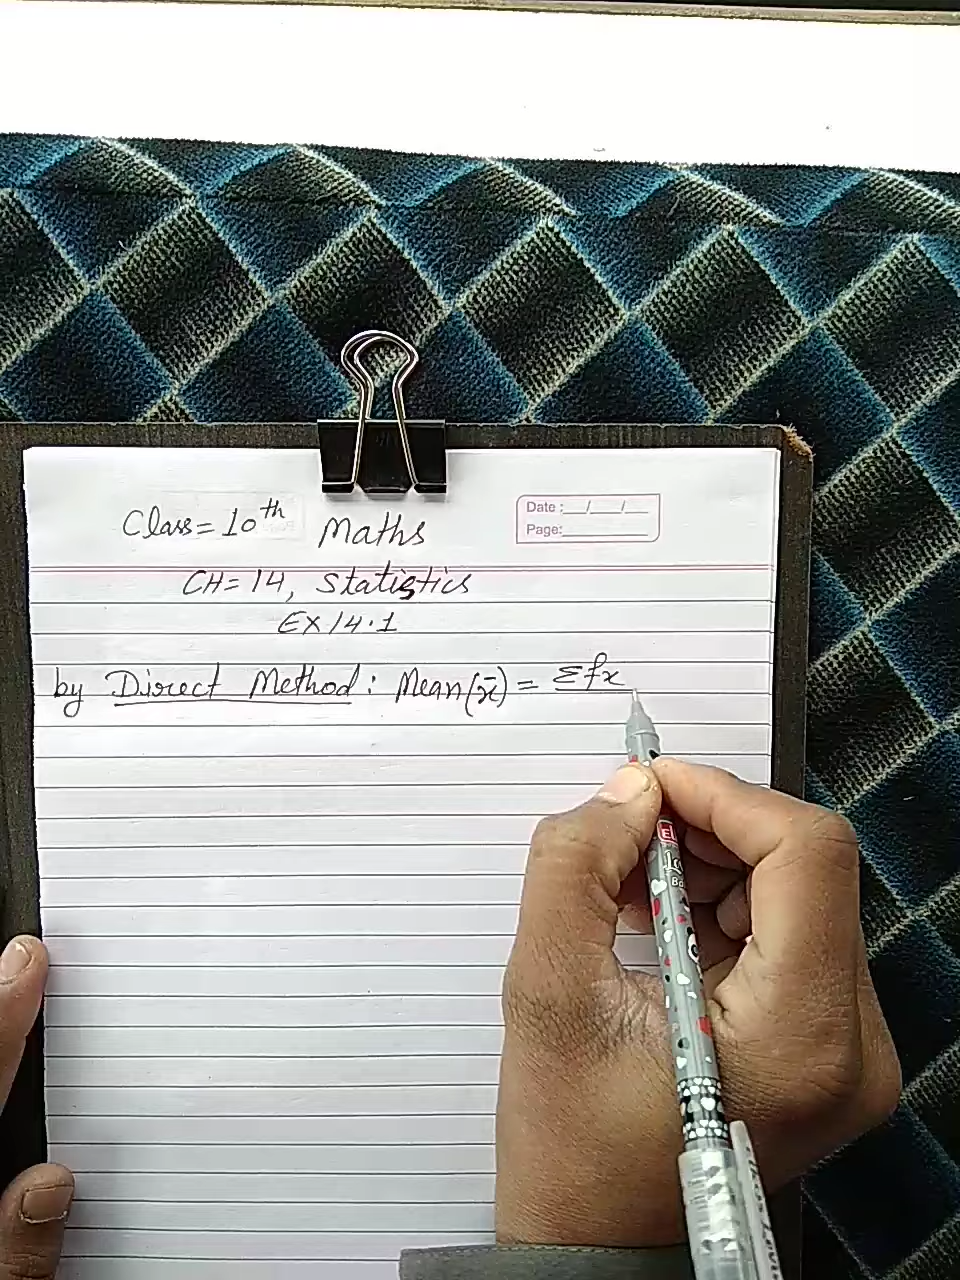 Class = 10th Maths
Date :__/__/__
Page:________
CH = 14, Statistics
EX 14.1
by Direct Method : Mean(x̄) = Σfx